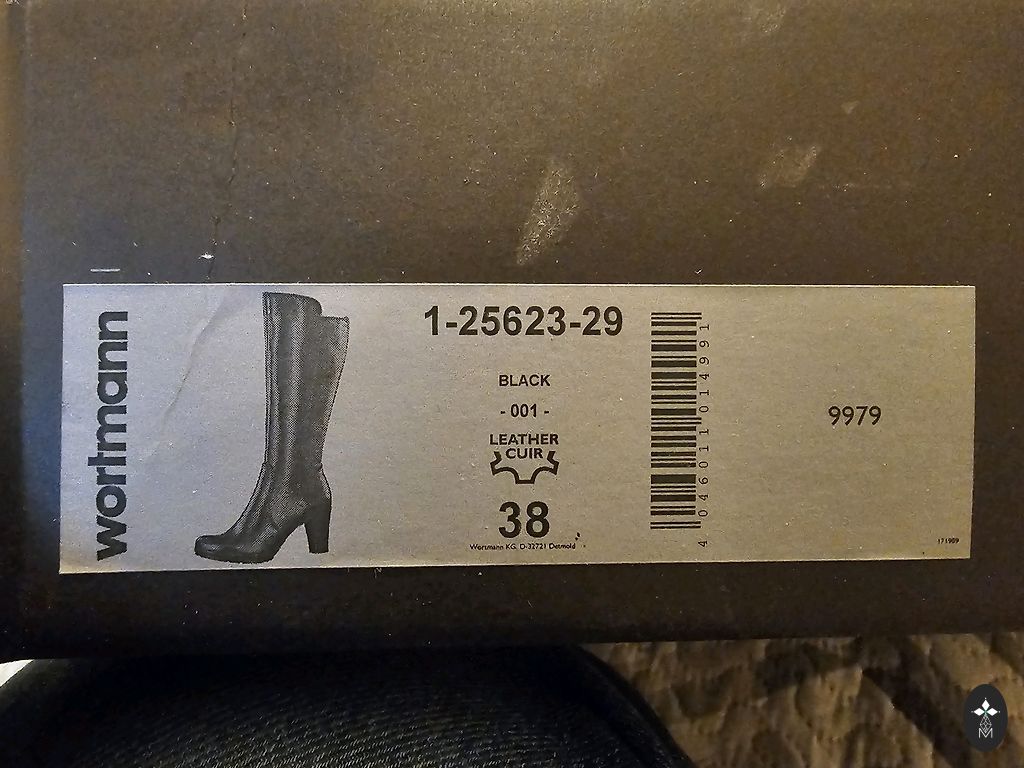 wortmann
1-25623-29
BLACK
- 001 -
LEATHER
CUIR
38
Wortmann KG, D-32721 Detmold
4 046011 014991
9979
171909
M